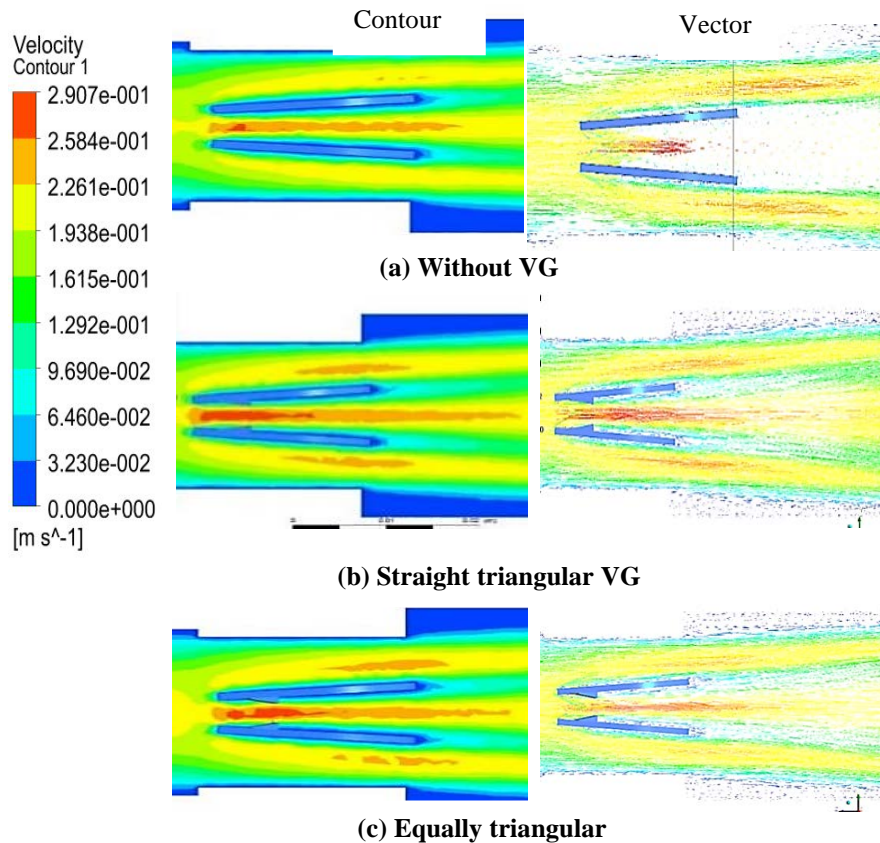 Contour
Vector
Velocity
Contour 1
2.907e-001
2.584e-001
2.261e-001
1.938e-001
1.615e-001
1.292e-001
9.690e-002
6.460e-002
3.230e-002
0.000e+000
[m s^-1]
(a) Without VG
(b) Straight triangular VG
(c) Equally triangular